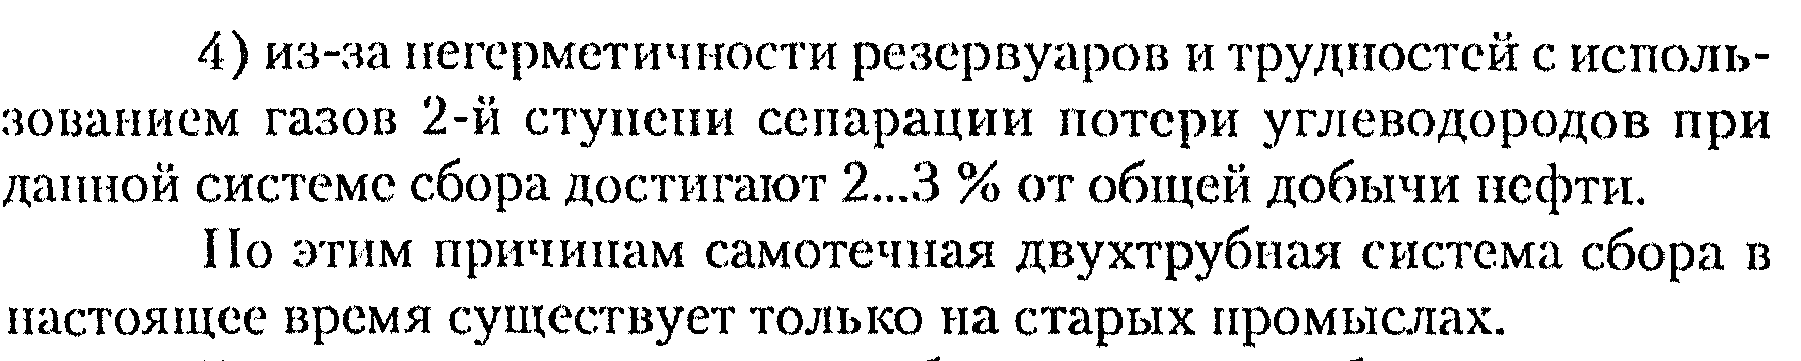 4) из-за негерметичности резервуаров и трудностей с исполь-
зованием газов 2-й ступени сепарации потери углеводородов при
данной системе сбора достигают 2...3 % от общей добычи нефти.
По этим причинам самотечная двухтрубная система сбора в
настоящее время существует только на старых промыслах.